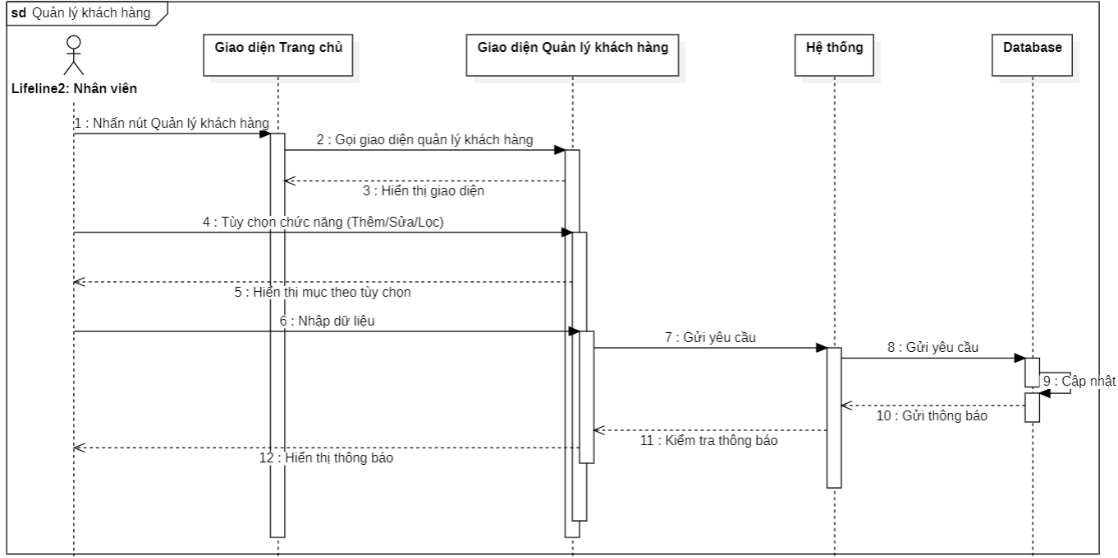 sd Quản lý khách hàng
Giao diện Trang chủ
Giao diện Quản lý khách hàng
Hệ thống
Database
Lifeline2: Nhân viên
1 : Nhấn nút Quản lý khách hàng
2 : Gọi giao diện quản lý khách hàng
3 : Hiển thị giao diện
4 : Tùy chọn chức năng (Thêm/Sửa/Lọc)
5 : Hiển thị mục theo tùy chọn
6 : Nhập dữ liệu
7 : Gửi yêu cầu
8 : Gửi yêu cầu
9 : Cập nhật
10 : Gửi thông báo
11 : Kiểm tra thông báo
12 : Hiển thị thông báo